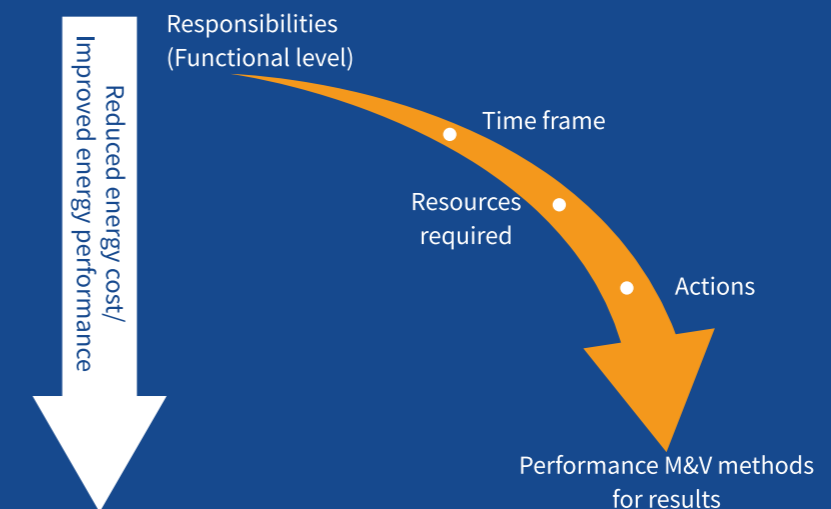 Responsibilities
(Functional level)
Reduced energy cost/
Improved energy performance
Time frame
Resources
required
Actions
Performance M&V methods
for results